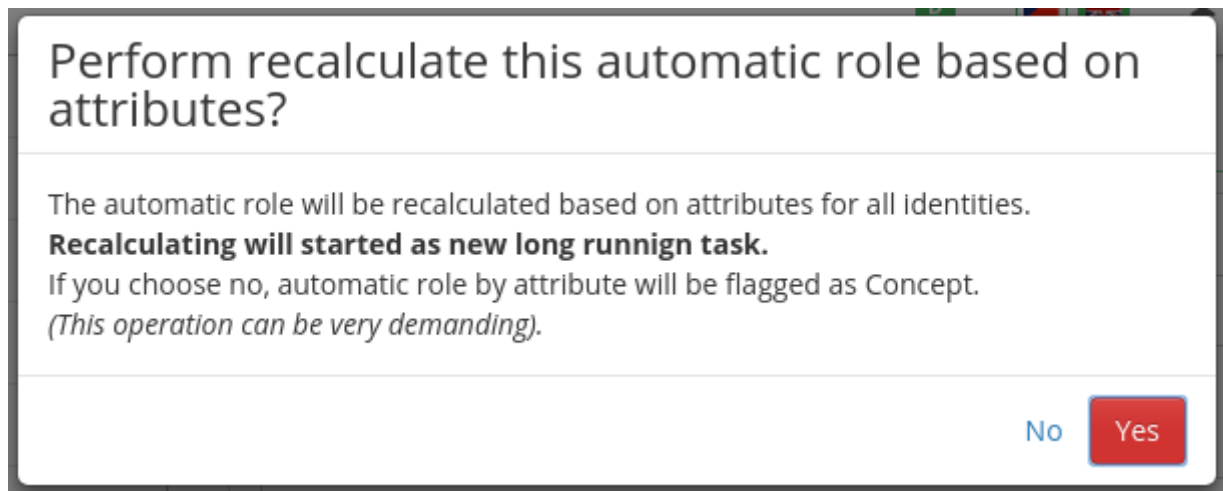 Perform recalculate this automatic role based on
attributes?
The automatic role will be recalculated based on attributes for all identities.
Recalculating will started as new long runnign task.
If you choose no, automatic role by attribute will be flagged as Concept.
(This operation can be very demanding).
No
Yes